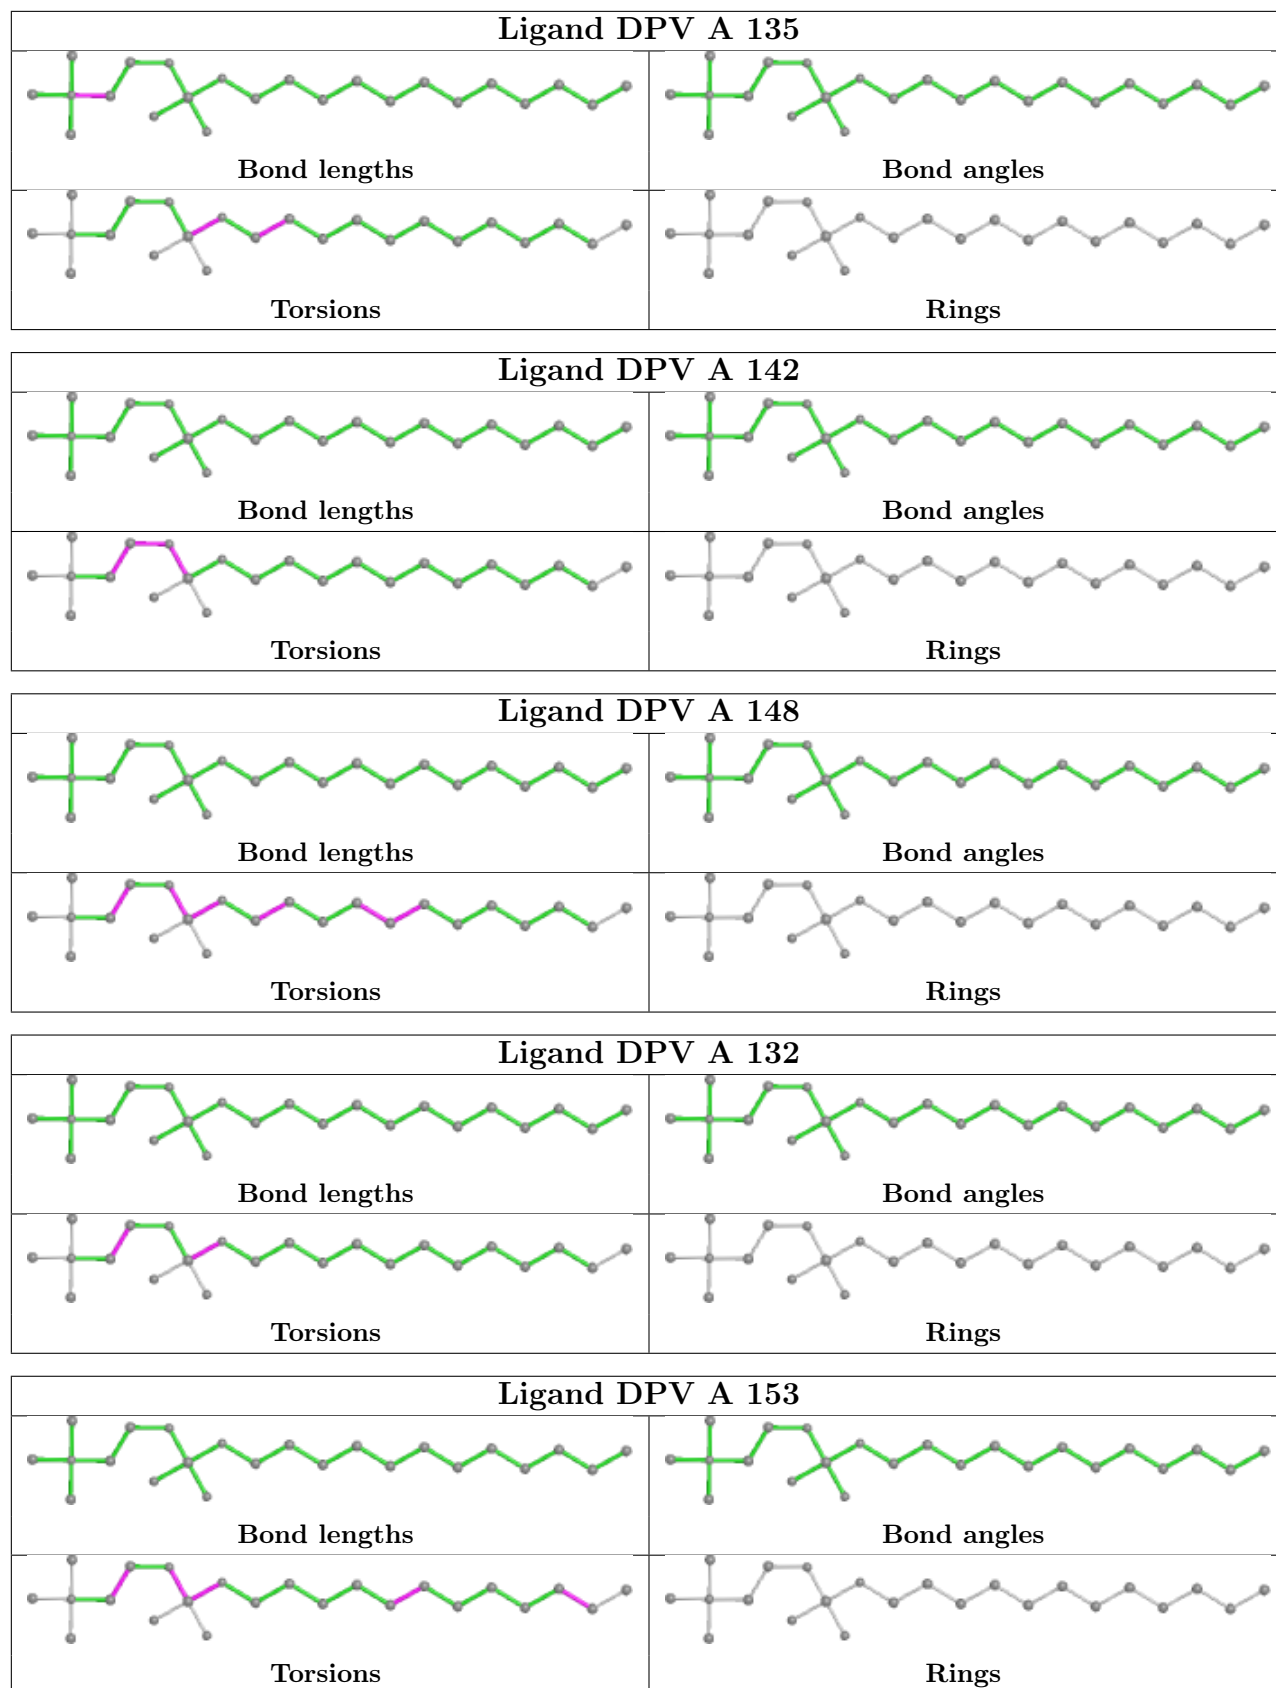 Ligand DPV A 135
Bond lengths
Bond angles
Torsions
Rings
Ligand DPV A 142
Bond lengths
Bond angles
Torsions
Rings
Ligand DPV A 148
Bond lengths
Bond angles
Torsions
Rings
Ligand DPV A 132
Bond lengths
Bond angles
Torsions
Rings
Ligand DPV A 153
Bond lengths
Bond angles
Torsions
Rings